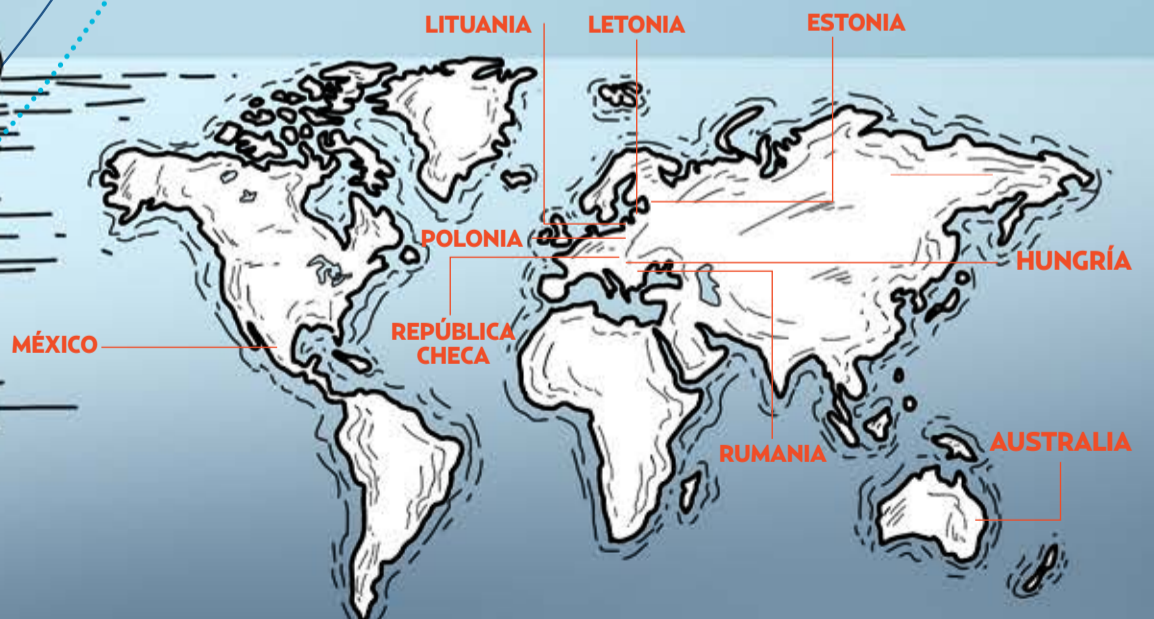 LITUANIA
LETONIA
ESTONIA
POLONIA
HUNGRÍA
MÉXICO
REPÚBLICA
CHECA
RUMANIA
AUSTRALIA